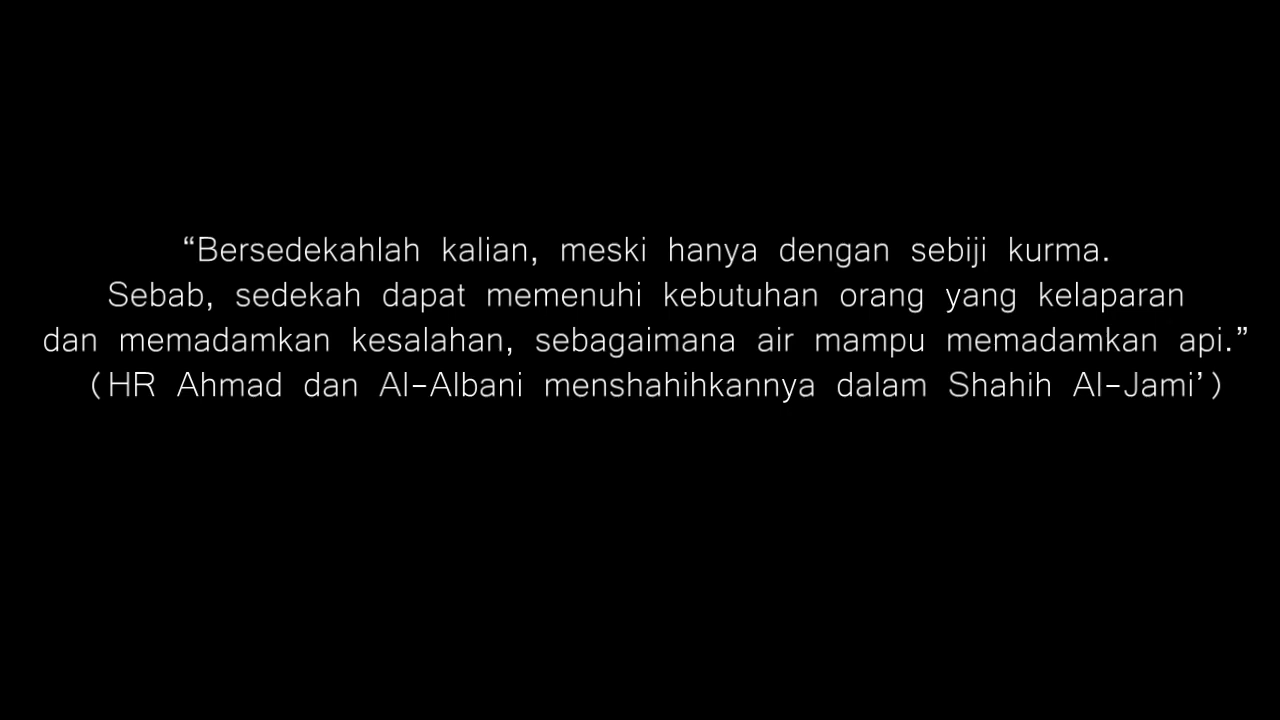 “Bersedekahlah kalian, meski hanya dengan sebiji kurma.
Sebab, sedekah dapat memenuhi kebutuhan orang yang kelaparan
dan memadamkan kesalahan, sebagaimana air mampu memadamkan api.”
(HR Ahmad dan Al-Albani menshahihkannya dalam Shahih Al-Jami’)